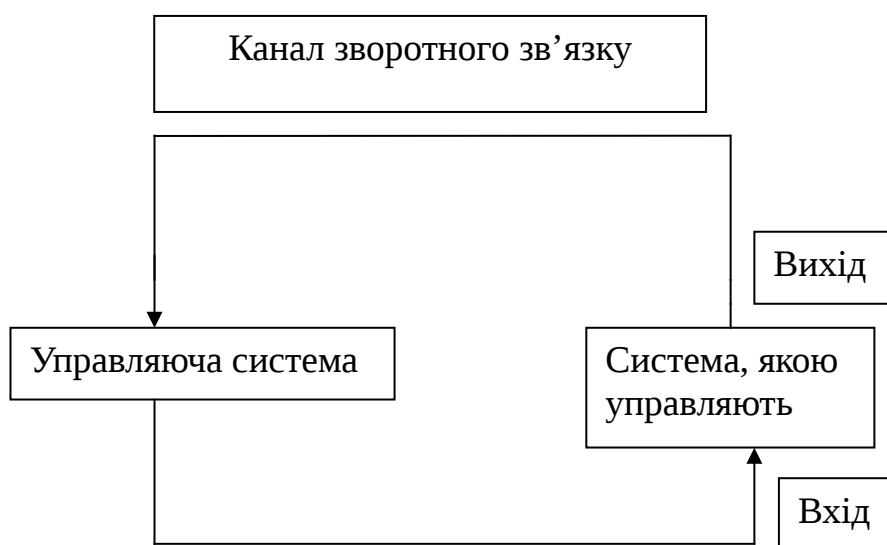 Канал зворотного зв’язку
Вихід
Управляюча система
Система, якою
управляють
Вхід